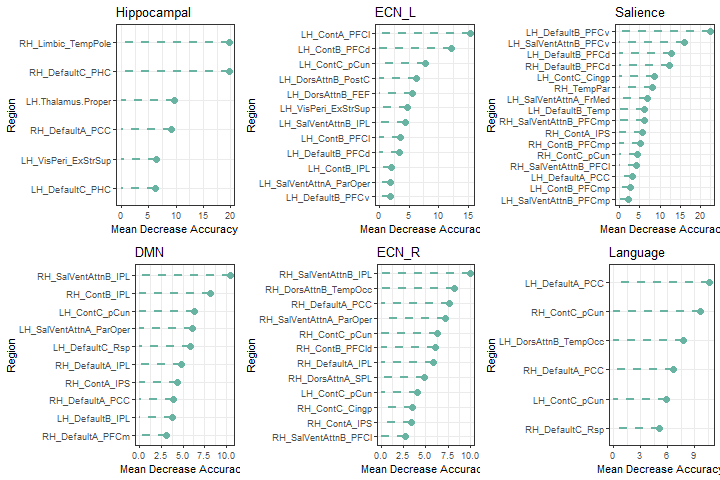 Hippocampal
Region
RH_Limbic_TempPole
RH_DefaultC_PHC
LH.Thalamus.Proper
RH_DefaultA_PCC
LH_VisPeri_ExStrSup
LH_DefaultC_PHC
0 5 10 15 20
Mean Decrease Accuracy
ECN_L
Region
LH_ContA_PFCl
LH_ContB_PFCd
LH_ContC_pCun
LH_DorsAttnB_PostC
LH_DorsAttnB_FEF
LH_VisPeri_ExStrSup
LH_SalVentAttnB_IPL
LH_ContB_PFCl
LH_DefaultB_PFCd
LH_ContB_IPL
LH_SalVentAttnA_ParOper
LH_DefaultB_PFCv
0 5 10 15
Mean Decrease Accurac
Salience
Region
LH_DefaultB_PFCv
LH_SalVentAttnB_PFCv
LH_DefaultB_PFCd
RH_DefaultB_PFCd
LH_ContC_Cingp
RH_TempPar
LH_SalVentAttnA_FrMed
LH_DefaultB_Temp
RH_SalVentAttnB_PFCmp
RH_ContA_IPS
RH_ContB_PFCmp
RH_ContC_pCun
RH_SalVentAttnB_PFCl
LH_DefaultA_PCC
LH_ContB_PFCmp
LH_SalVentAttnB_PFCmp
0 5 10 15 20
Mean Decrease Accurac
DMN
Region
RH_SalVentAttnB_IPL
RH_ContB_IPL
LH_ContC_pCun
LH_SalVentAttnA_ParOper
LH_DefaultC_Rsp
RH_DefaultA_IPL
RH_ContA_IPS
RH_DefaultA_PCC
LH_DefaultB_IPL
RH_DefaultA_PFCm
0.0 2.5 5.0 7.5 10.0
Mean Decrease Accurac
ECN_R
Region
RH_SalVentAttnB_IPL
RH_DorsAttnB_TempOcc
RH_DefaultA_PCC
RH_SalVentAttnA_ParOper
RH_ContC_pCun
RH_ContB_PFCld
RH_DefaultA_IPL
RH_DorsAttnA_SPL
LH_ContC_pCun
RH_ContC_Cingp
RH_ContA_IPS
RH_SalVentAttnB_PFCl
0.0 2.5 5.0 7.5 10.0
Mean Decrease Accurac
Language
Region
LH_DefaultA_PCC
RH_ContC_pCun
LH_DorsAttnB_TempOcc
RH_DefaultA_PCC
LH_ContC_pCun
RH_DefaultC_Rsp
0 3 6 9
Mean Decrease Accurac